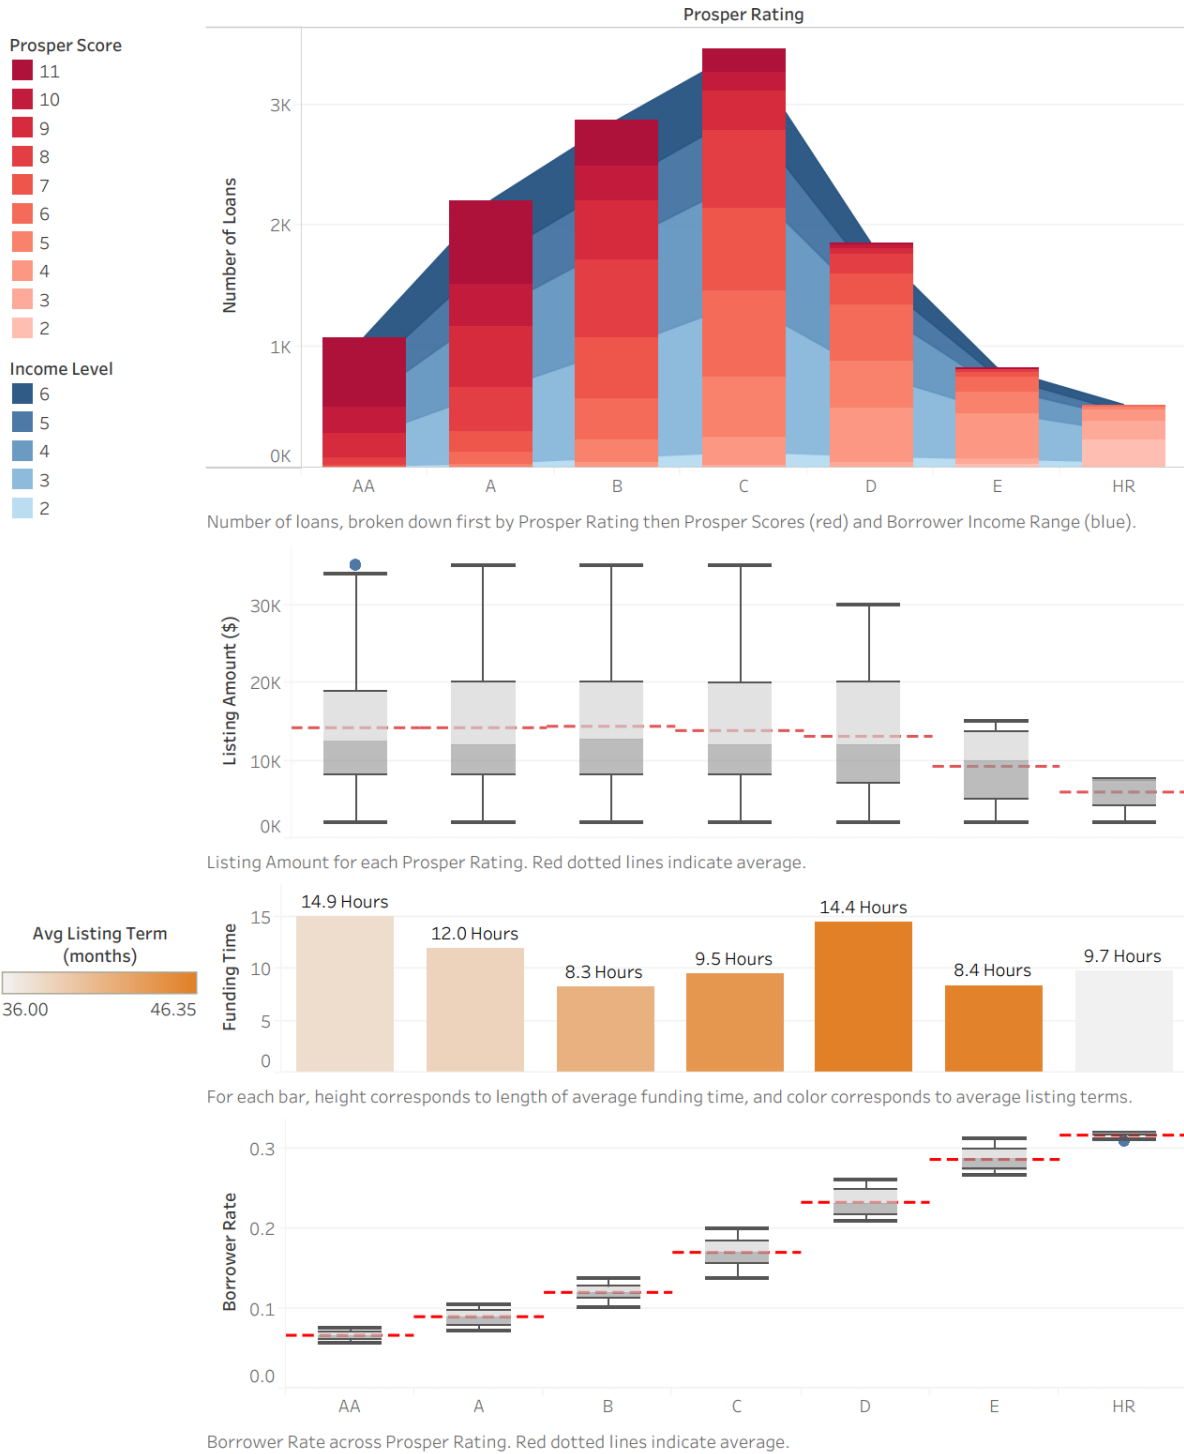 Prosper Rating
Prosper Score
11
10
9
8
7
6
5
4
3
2
Income Level
6
5
4
3
2
Number of Loans
3K
2K
1K
0K
AA A B C D E HR
Number of loans, broken down first by Prosper Rating then Prosper Scores (red) and Borrower Income Range (blue).
Listing Amount ($)
30K
20K
10K
0K
Listing Amount for each Prosper Rating. Red dotted lines indicate average.
Avg Listing Term
(months)
36.00 46.35
Funding Time
15
10
5
0
14.9 Hours
12.0 Hours
8.3 Hours
9.5 Hours
14.4 Hours
8.4 Hours
9.7 Hours
For each bar, height corresponds to length of average funding time, and color corresponds to average listing terms.
Borrower Rate
0.3
0.2
0.1
0.0
AA A B C D E HR
Borrower Rate across Prosper Rating. Red dotted lines indicate average.